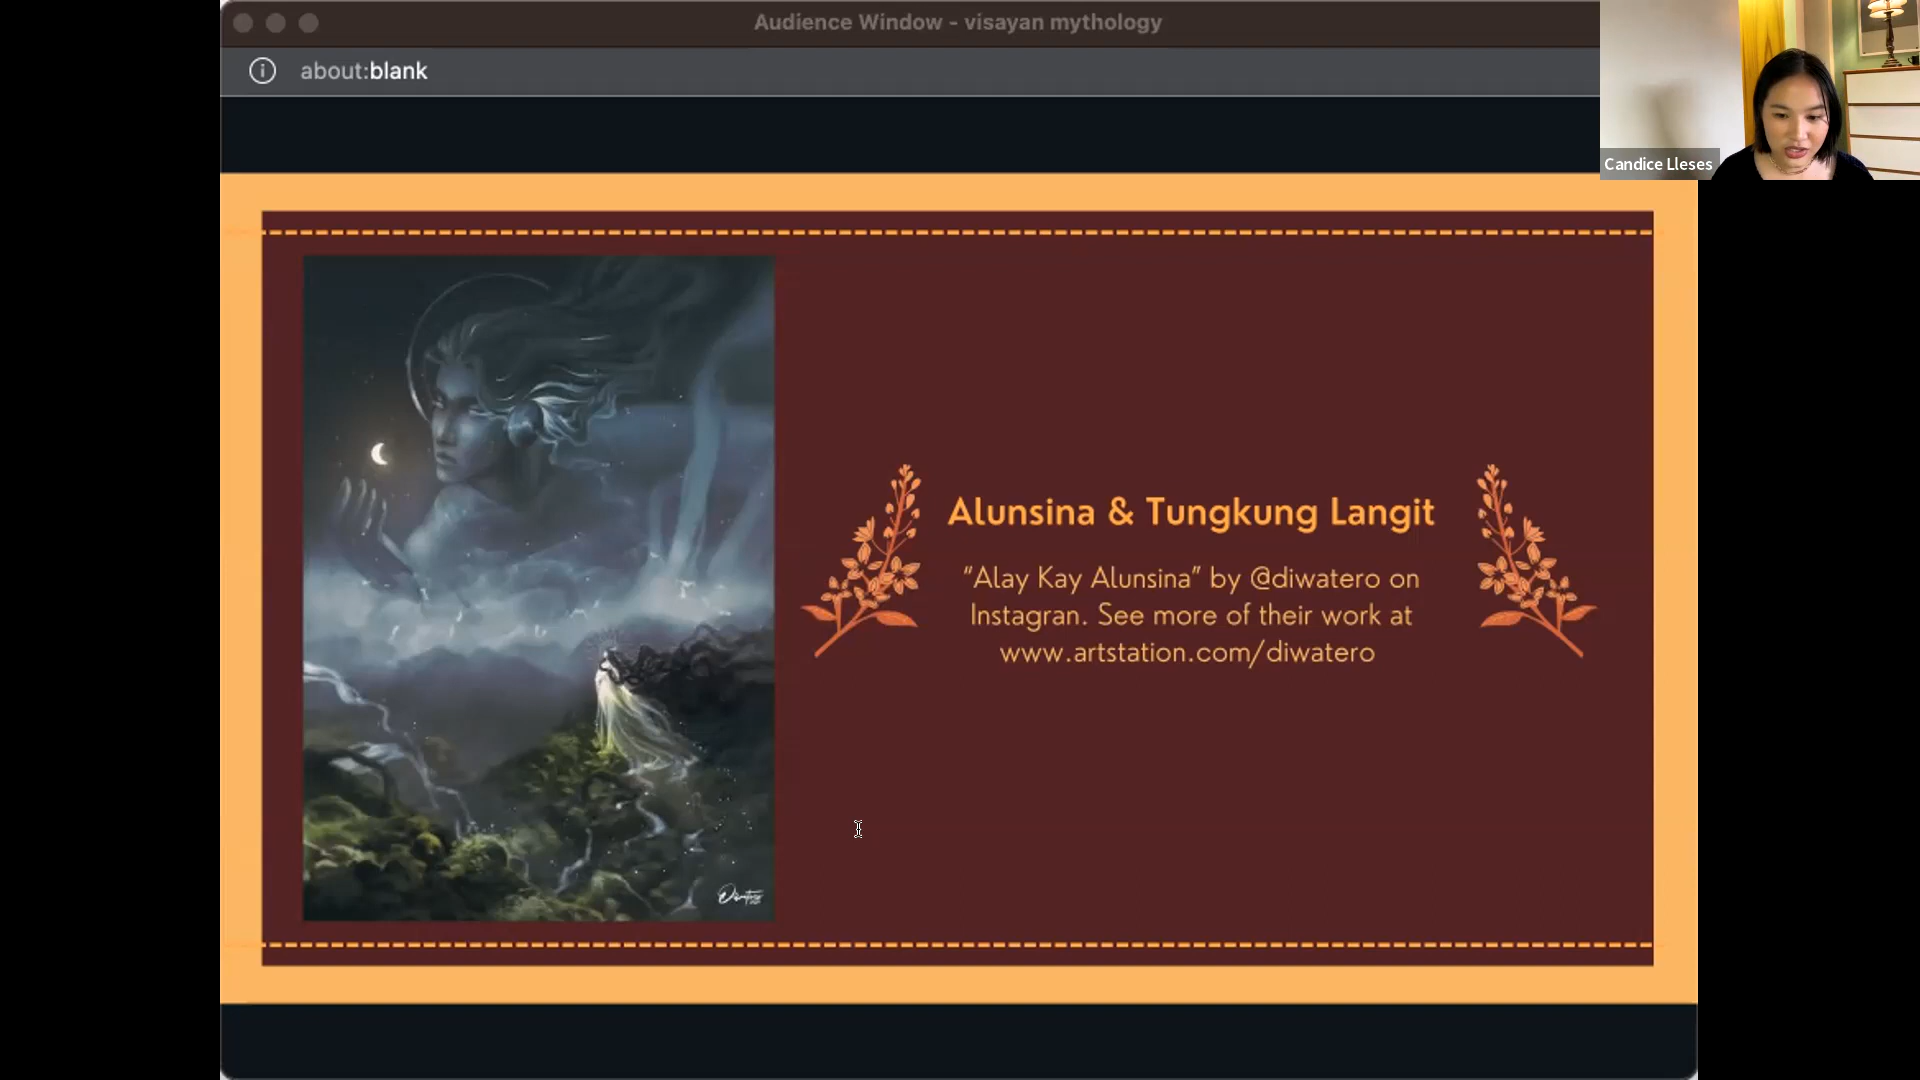 Audience Window - visayan mythology
about:blank
Candice Lleses
Alunsina & Tungkung Langit
“Alay Kay Alunsina” by @diwatero on
Instagran. See more of their work at
www.artstation.com/diwatero